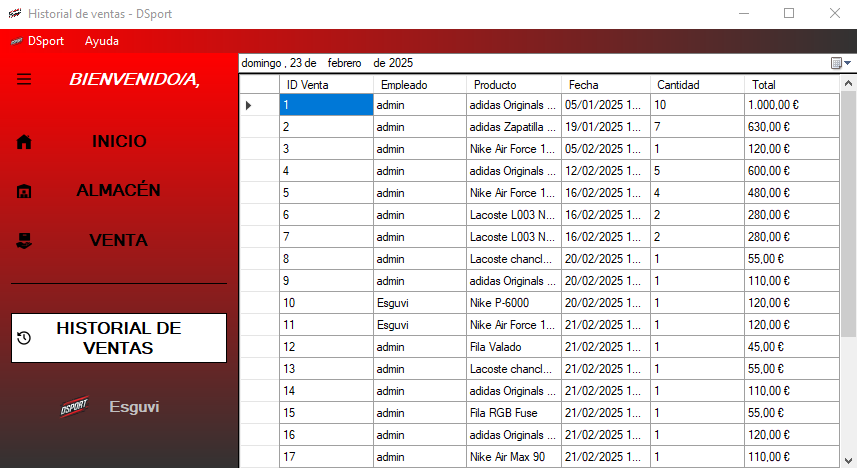 Historial de ventas - DSport
DSport Ayuda
BIENVENIDO/A,
INICIO
ALMACÉN
VENTA
HISTORIAL DE
VENTAS
DSPORT Esguvi
domingo , 23 de febrero de 2025
ID Venta Empleado Producto Fecha Cantidad Total
1 admin adidas Originals ... 05/01/2025 1... 10 1.000,00 €
2 admin adidas Zapatilla ... 19/01/2025 1... 7 630,00 €
3 admin Nike Air Force 1... 05/02/2025 1... 1 120,00 €
4 admin adidas Originals ... 12/02/2025 1... 5 600,00 €
5 admin Nike Air Force 1... 16/02/2025 1... 4 480,00 €
6 admin Lacoste L003 N... 16/02/2025 1... 2 280,00 €
7 admin Lacoste L003 N... 16/02/2025 1... 2 280,00 €
8 admin Lacoste chancl... 20/02/2025 1... 1 55,00 €
9 admin adidas Originals ... 20/02/2025 1... 1 110,00 €
10 Esguvi Nike P-6000 20/02/2025 1... 1 120,00 €
11 Esguvi Nike Air Force 1... 21/02/2025 1... 1 120,00 €
12 admin Fila Valado 21/02/2025 1... 1 45,00 €
13 admin Lacoste chancl... 21/02/2025 1... 1 55,00 €
14 admin adidas Originals ... 21/02/2025 1... 1 110,00 €
15 admin Fila RGB Fuse 21/02/2025 1... 1 55,00 €
16 admin adidas Originals ... 21/02/2025 1... 1 120,00 €
17 admin Nike Air Max 90 21/02/2025 1... 1 110,00 €